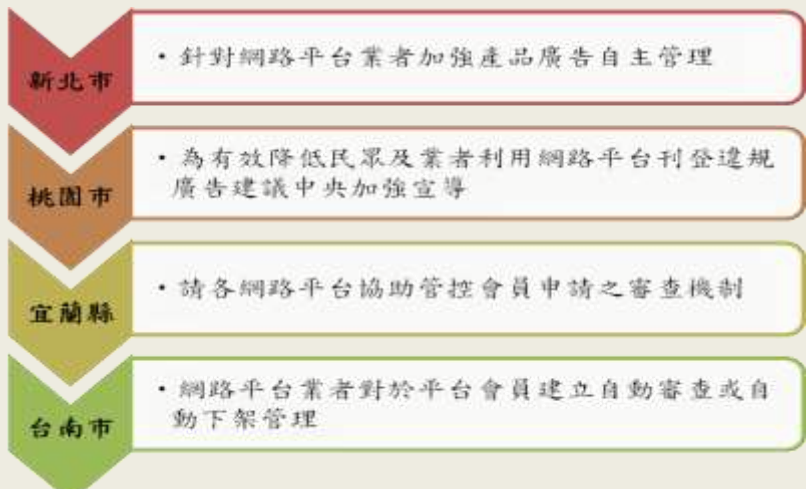 新北市
・針對網路平台業者加強產品廣告自主管理
桃園市
・為有效降低民眾及業者利用網路平台刊登違規
廣告建議中央加強宣導
宜蘭縣
・請各網路平台協助管控會員申請之審查機制
台南市
・網路平台業者對於平台會員建立自動審查或自
動下架管理